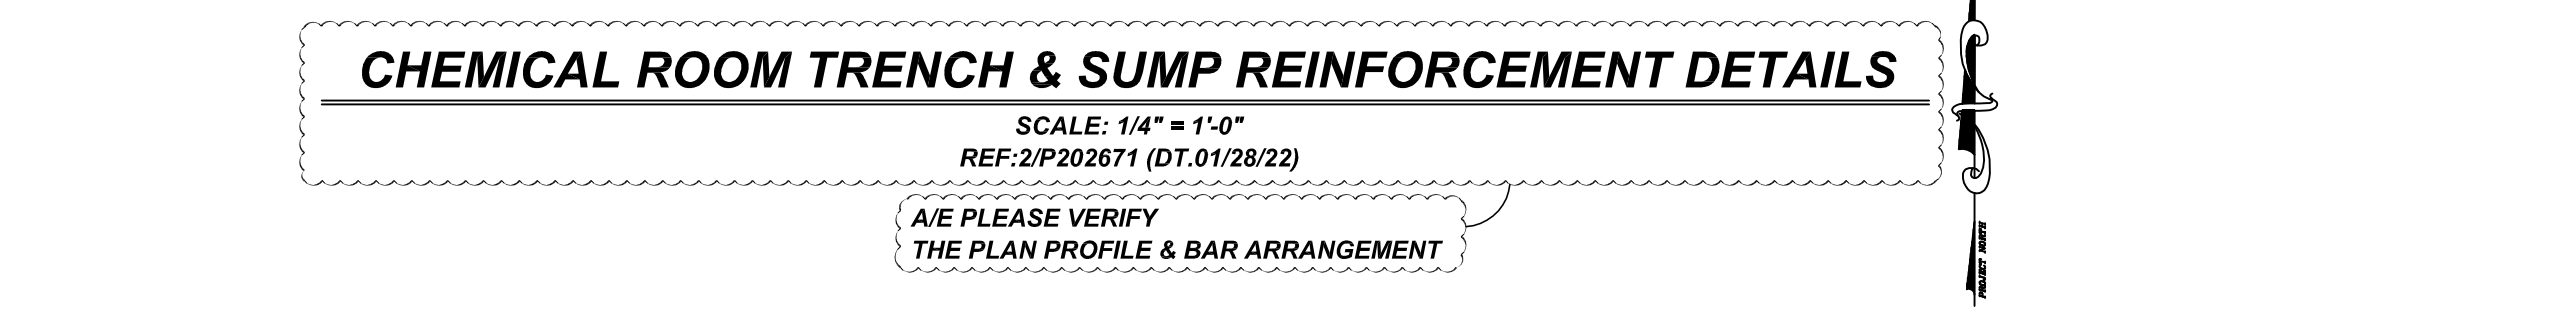 CHEMICAL ROOM TRENCH & SUMP REINFORCEMENT DETAILS
SCALE: 1/4" = 1'-0"
REF:2/P202671 (DT.01/28/22)
A/E PLEASE VERIFY
THE PLAN PROFILE & BAR ARRANGEMENT
PROJECT NORTH